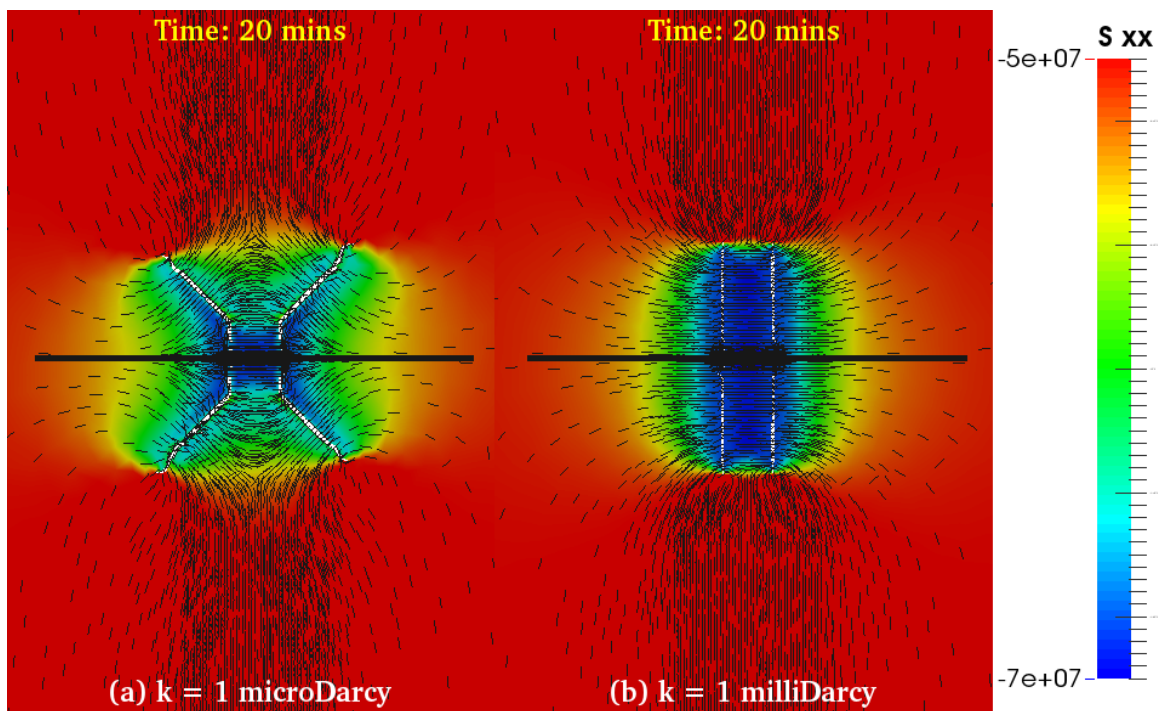 Time: 20 mins
Time: 20 mins
S xx
-5e+07
-7e+07
(a) k = 1 microDarcy
(b) k = 1 milliDarcy